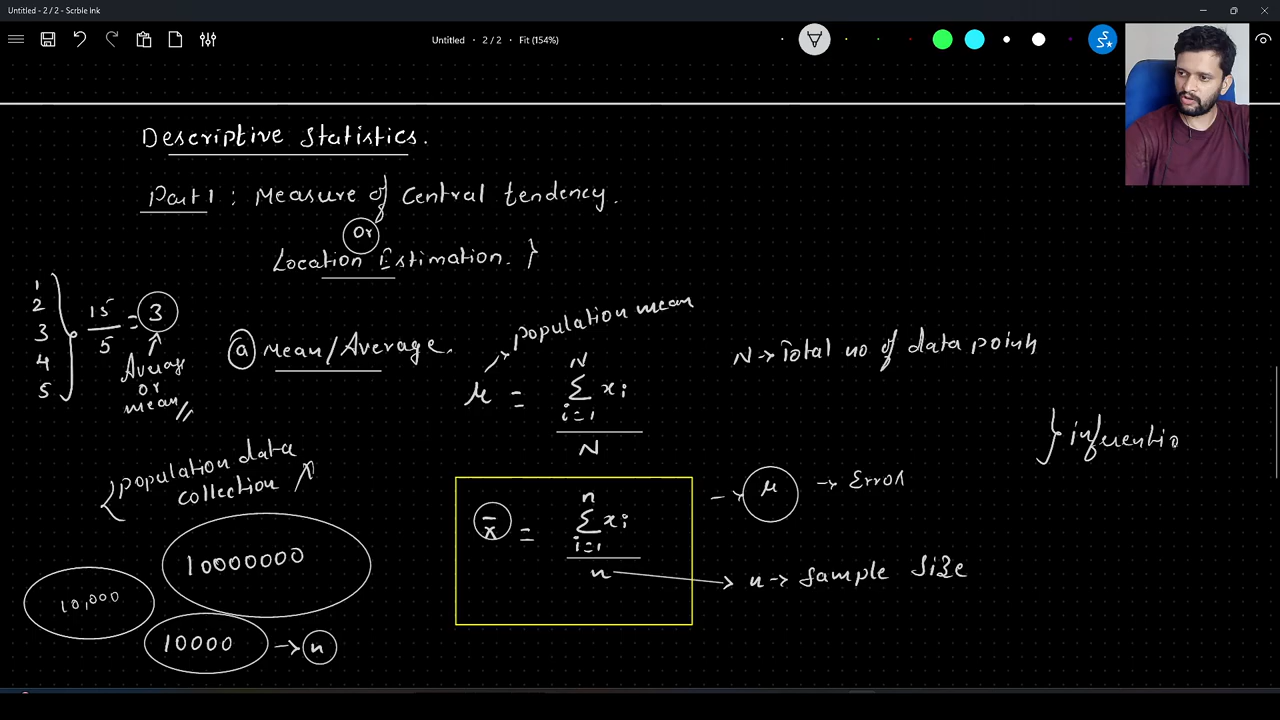 Untitled - 2 / 2 - Scrble Ink
Untitled • 2 / 2 • Fit (154%)
Descriptive Statistics.
Part 1 : Measure of Central tendency.
Or
Location Estimation. }
1
2
3
4
5
15/5 = 3
Average
or
mean //
(a) Mean/Average.
population mean
μ = N Σ i=1 xi / N
N → Total no of data points
} inferentio
{ population data
collection ↗
x̄ = n Σ i=1 xi / n
→ μ → Error
n → Sample Size
10000000
10,000
10000 → n